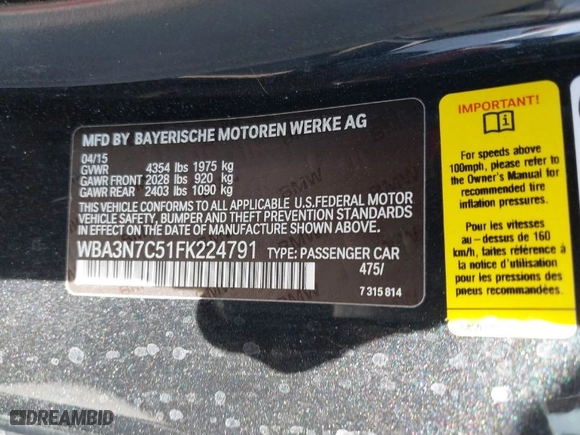 MFD BY BAYERISCHE MOTOREN WERKE AG
04/15
GVWR 4354 lbs 1975 kg
GAWR FRONT 2028 lbs 920 kg
GAWR REAR 2403 lbs 1090 kg
THIS VEHICLE CONFORMS TO ALL APPLICABLE U.S.FEDERAL MOTOR
VEHICLE SAFETY, BUMPER AND THEFT PREVENTION STANDARDS
IN EFFECT ON THE DATE OF MANUFACTURE SHOWN ABOVE.
WBA3N7C51FK224791 TYPE: PASSENGER CAR
475/
7 315 814
IMPORTANT!
For speeds above
100mph, please refer to
the Owner's Manual for
recommended tire
inflation pressures.
Pour les vitesses
au-dessus de 160
km/h, faites référence à
la notice d'utilisation
pour les pressions des
pneus recommandées.
DREAMBID